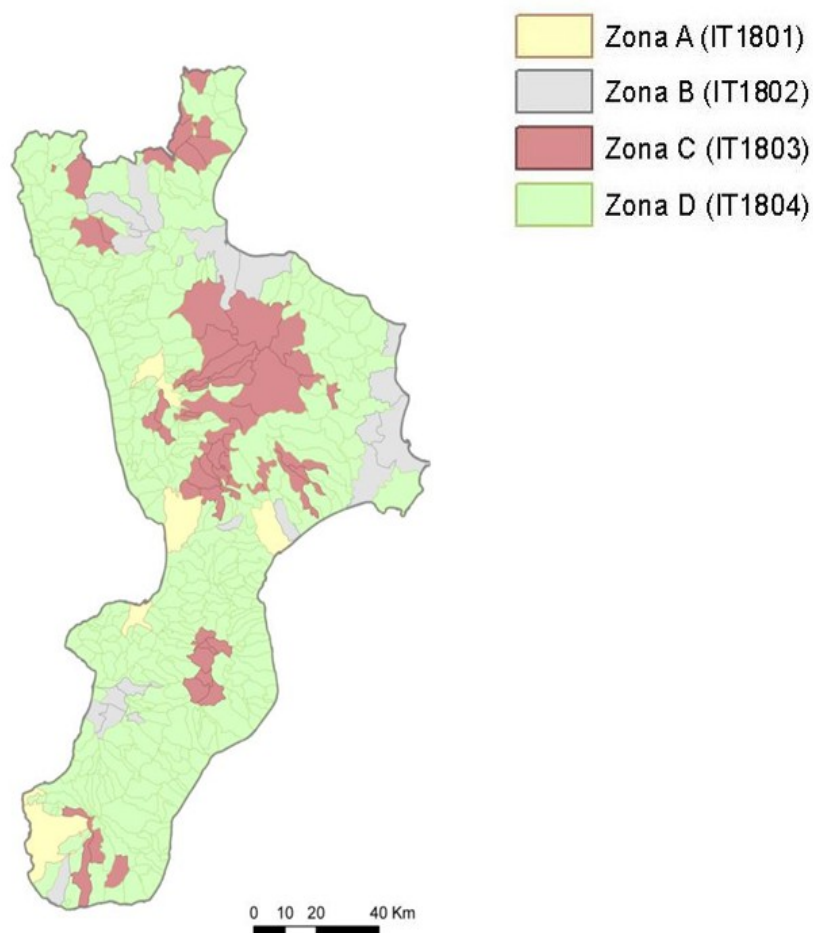 Zona A (IT1801)
Zona B (IT1802)
Zona C (IT1803)
Zona D (IT1804)
0 10 20 40 Km